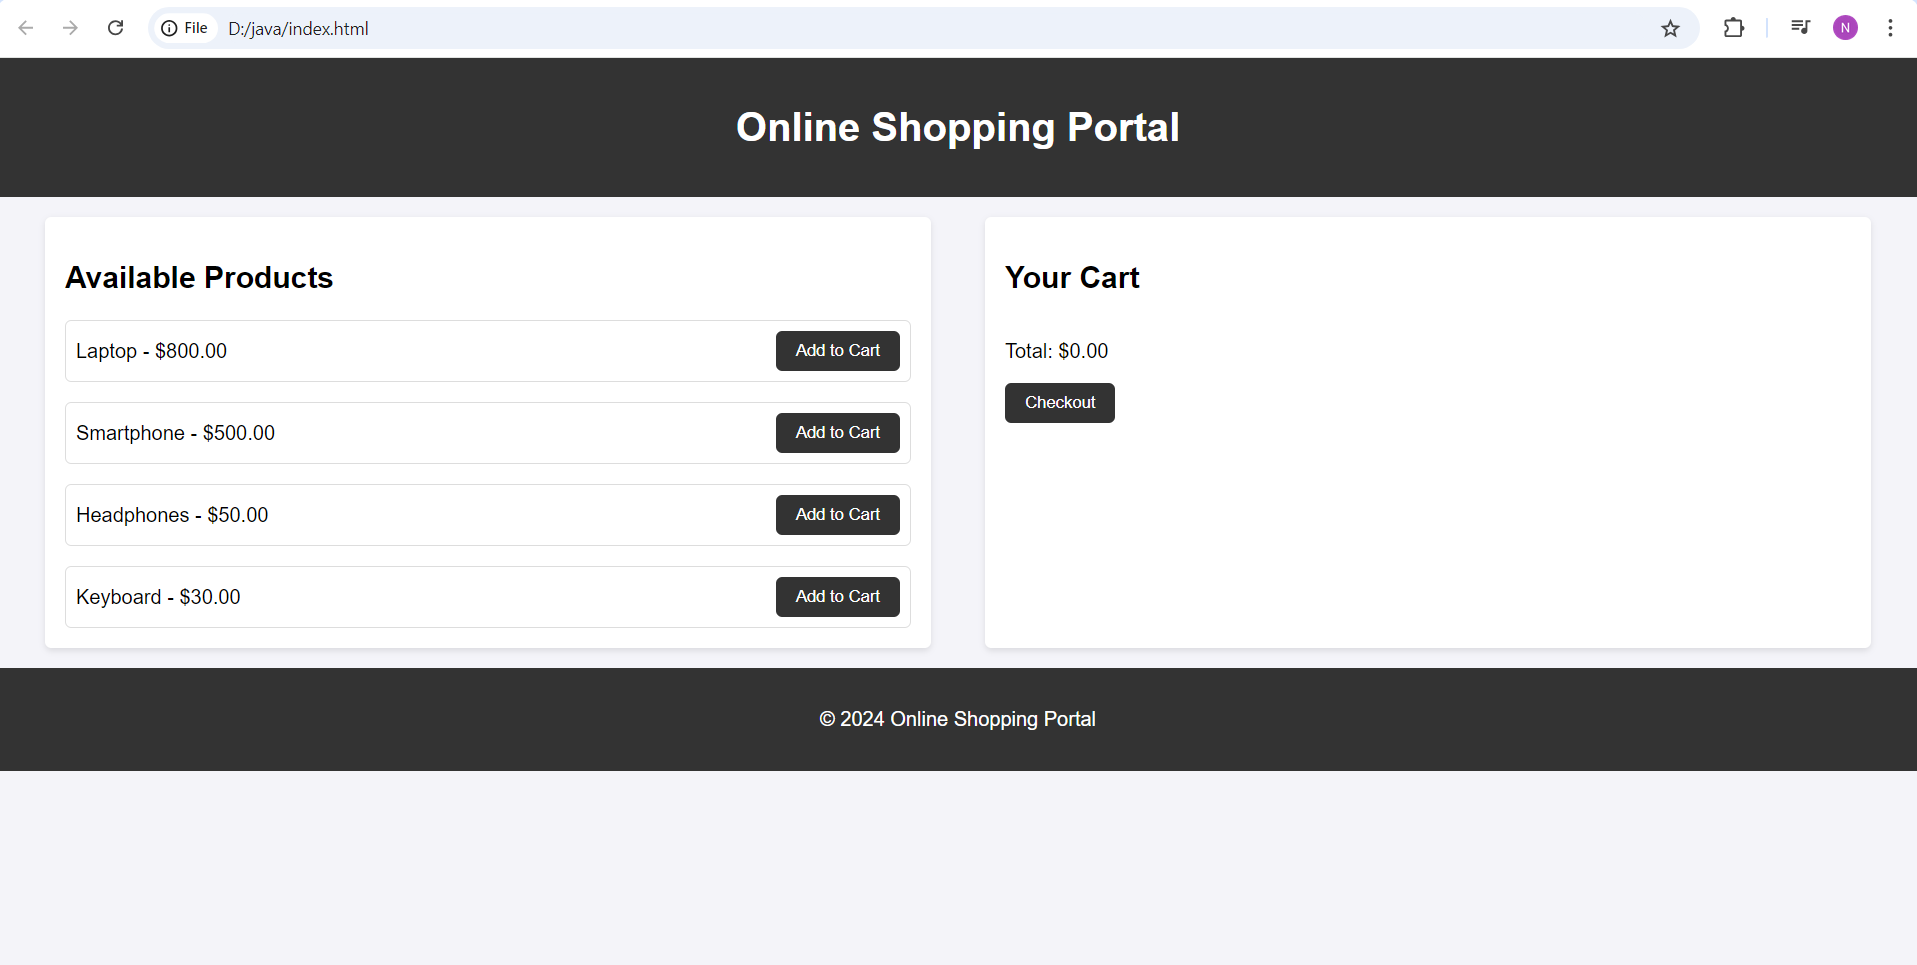 File D:/java/index.html
N
Online Shopping Portal
Available Products
Laptop - $800.00 Add to Cart
Smartphone - $500.00 Add to Cart
Headphones - $50.00 Add to Cart
Keyboard - $30.00 Add to Cart
Your Cart
Total: $0.00
Checkout
© 2024 Online Shopping Portal